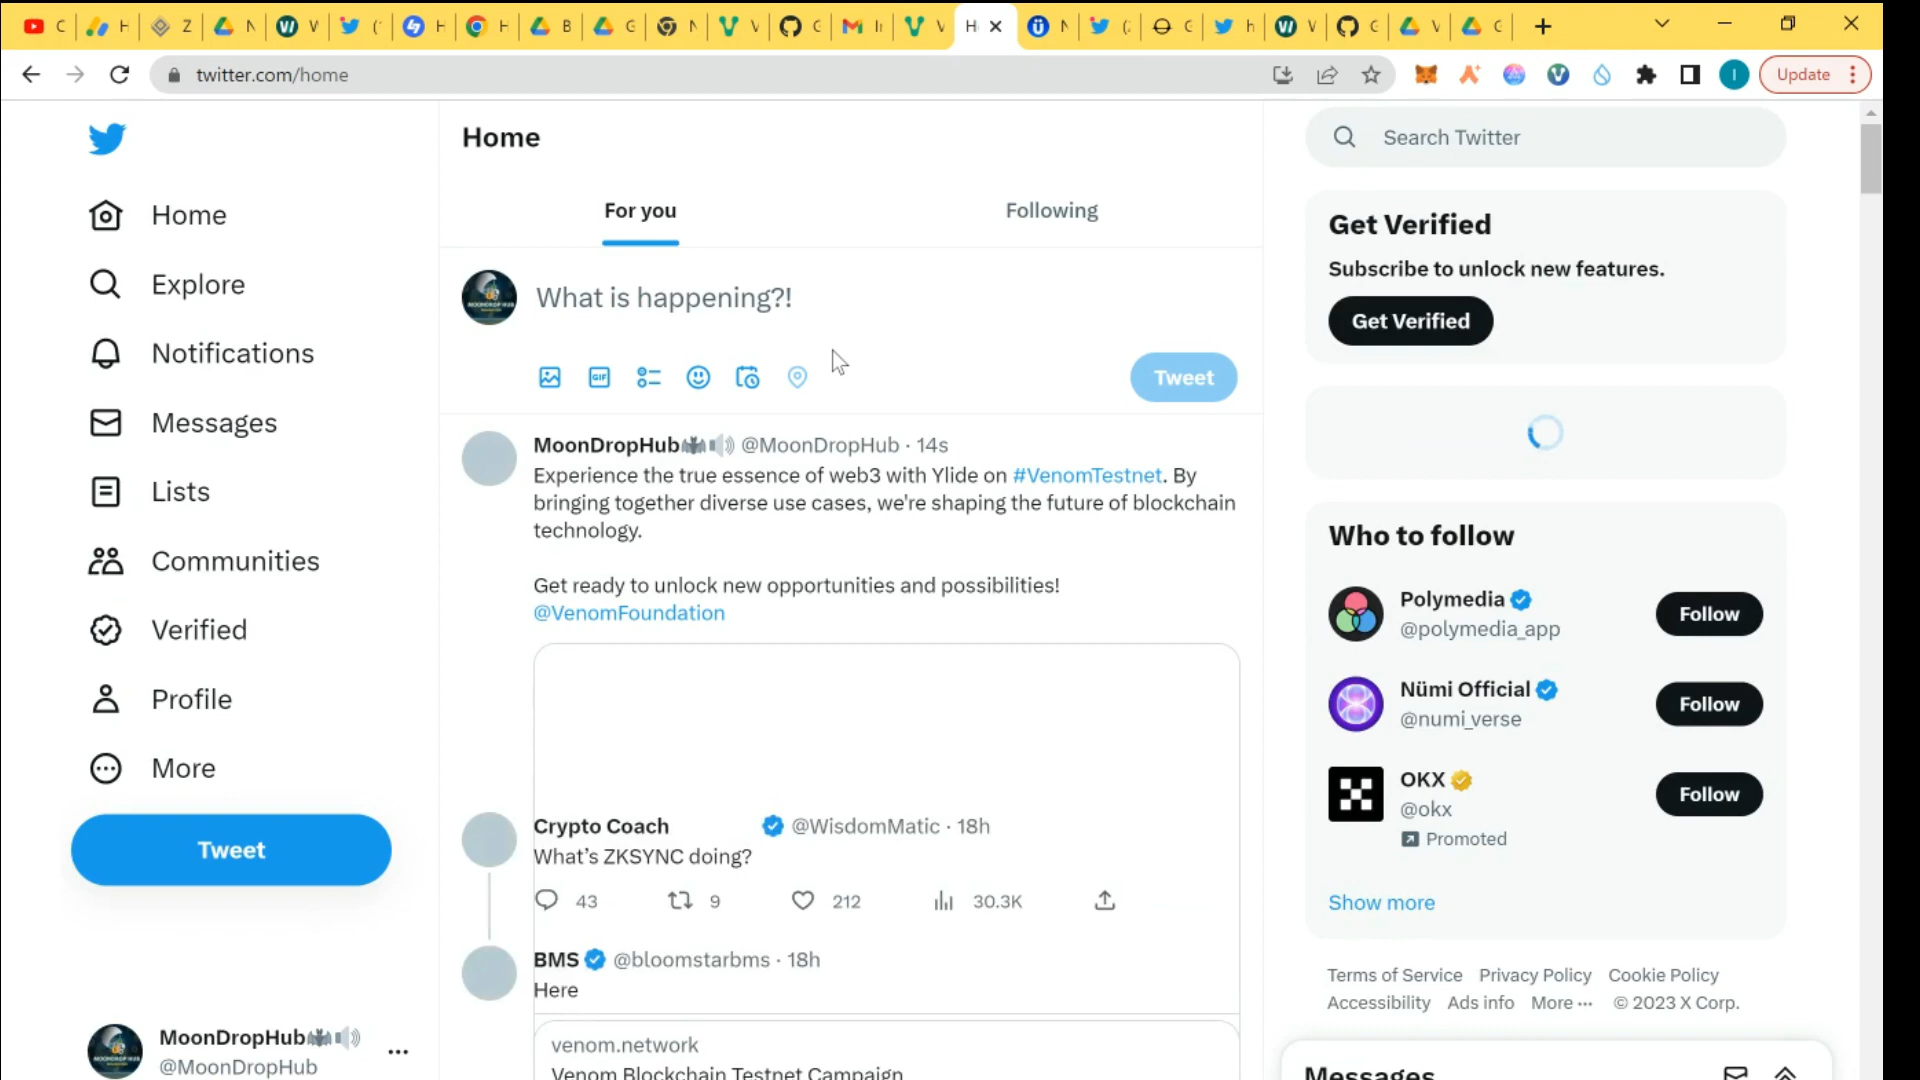 twitter.com/home
Update
Home
Explore
Notifications
Messages
Lists
Communities
Verified
Profile
More
Tweet
MoonDropHub
@MoonDropHub
Home
For you
Following
What is happening?!
GIF
Tweet
MoonDropHub @MoonDropHub · 14s
Experience the true essence of web3 with Ylide on #VenomTestnet. By
bringing together diverse use cases, we're shaping the future of blockchain
technology.
Get ready to unlock new opportunities and possibilities!
@VenomFoundation
Crypto Coach @WisdomMatic · 18h
What's ZKSYNC doing?
43 9 212 30.3K
BMS @bloomstarbms · 18h
Here
venom.network
Venom Blockchain Testnet Campaign
Search Twitter
Get Verified
Subscribe to unlock new features.
Get Verified
Who to follow
Polymedia
@polymedia_app
Follow
Nümi Official
@numi_verse
Follow
OKX
@okx
Promoted
Follow
Show more
Terms of Service Privacy Policy Cookie Policy
Accessibility Ads info More ··· © 2023 X Corp.
Messages